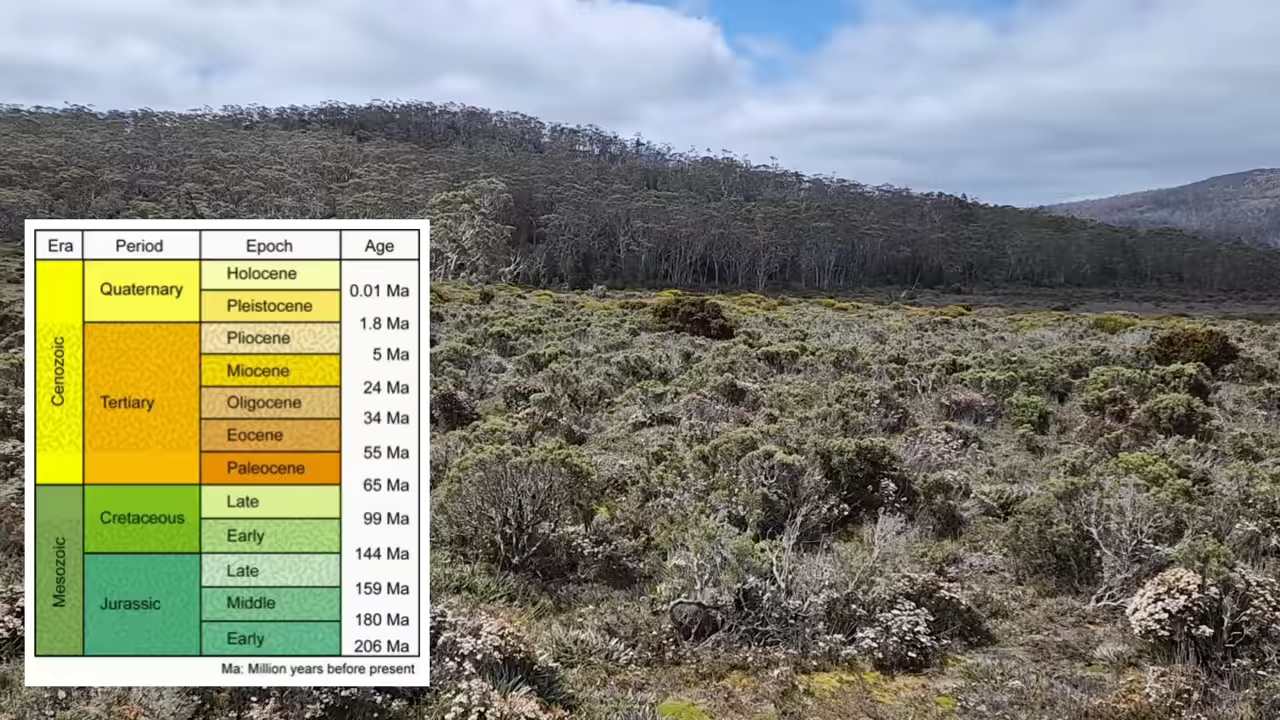 Era Period Epoch Age
Cenozoic
Quaternary
Holocene
0.01 Ma
Pleistocene
1.8 Ma
Tertiary
Pliocene
5 Ma
Miocene
24 Ma
Oligocene
34 Ma
Eocene
55 Ma
Paleocene
65 Ma
Mesozoic
Cretaceous
Late
99 Ma
Early
144 Ma
Jurassic
Late
159 Ma
Middle
180 Ma
Early
206 Ma
Ma: Million years before present